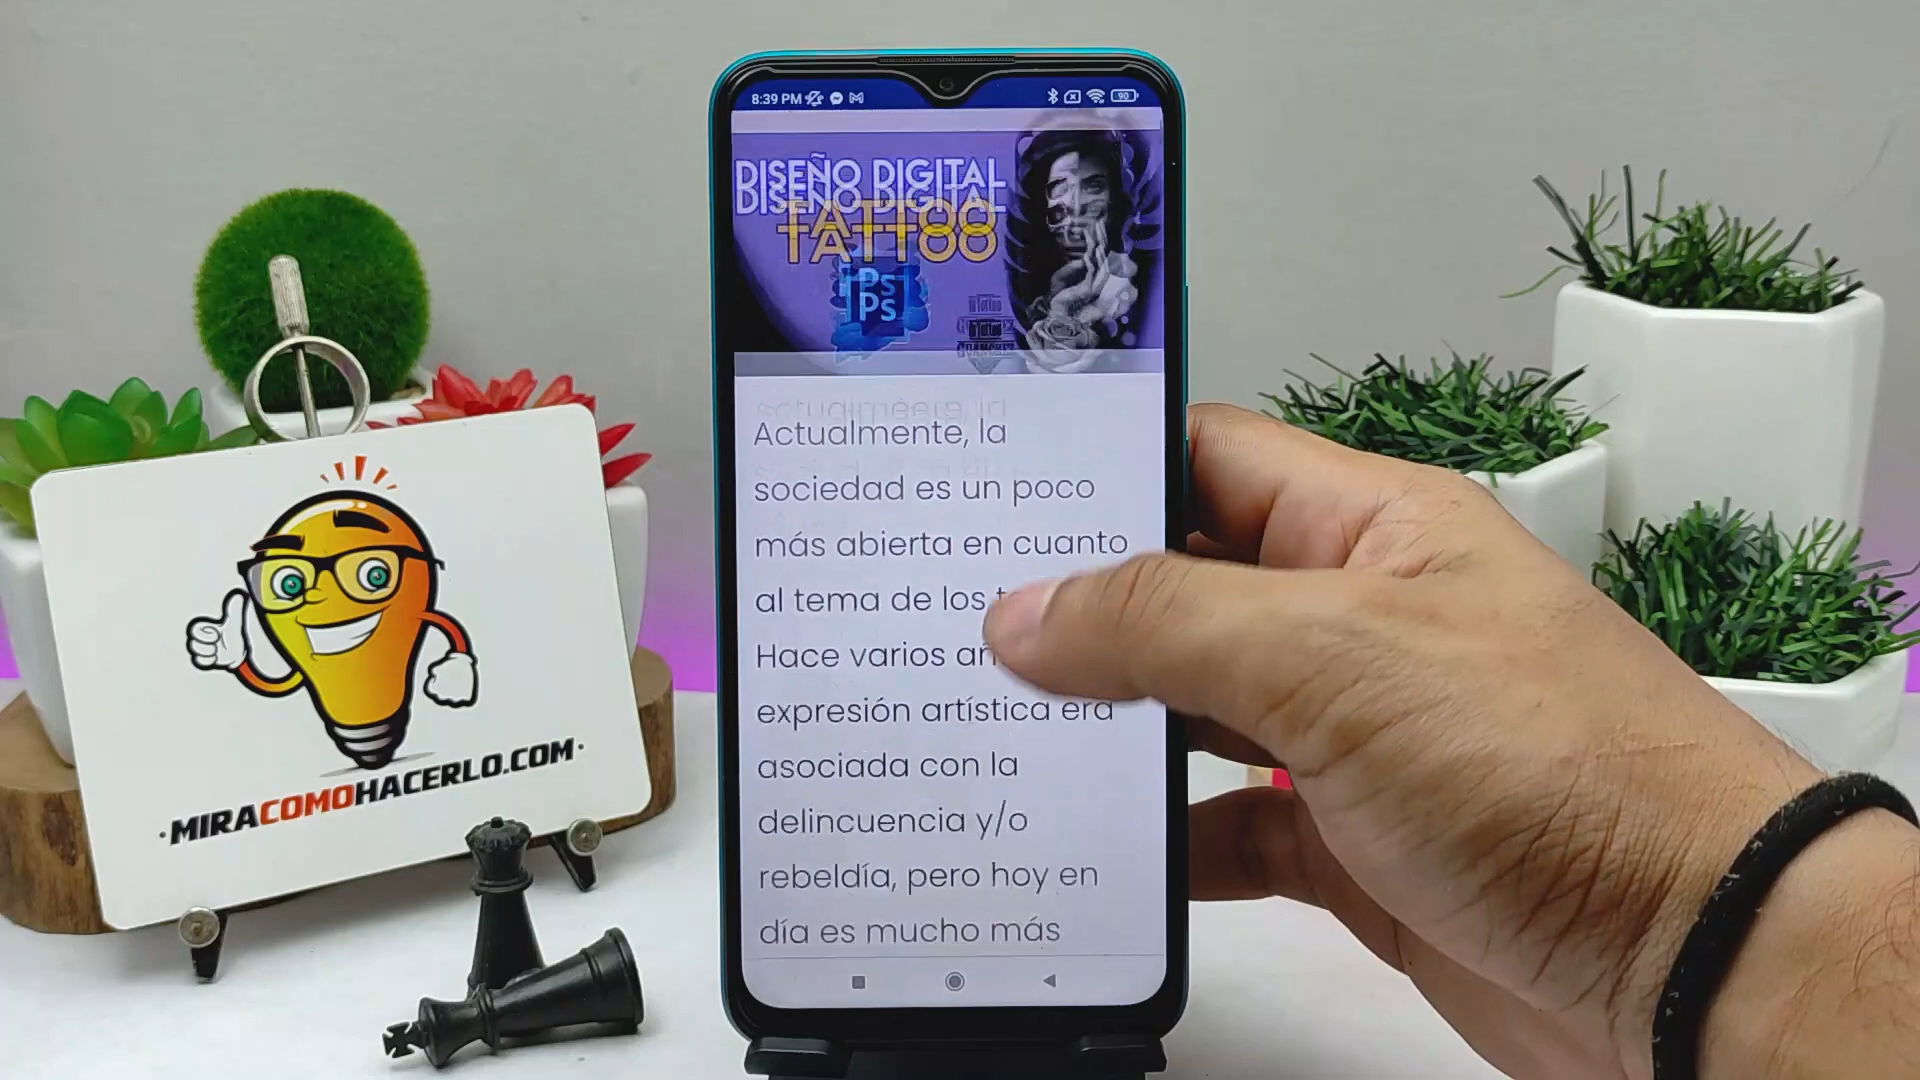 8:39 PM
90
DISEÑO DIGITAL
TATTOO
Ps
Actualmente, la
sociedad es un poco
más abierta en cuanto
al tema de los
Hace varios
expresión artística era
asociada con la
delincuencia y/o
rebeldía, pero hoy en
día es mucho más
•MIRACOMOHACERLO.COM•